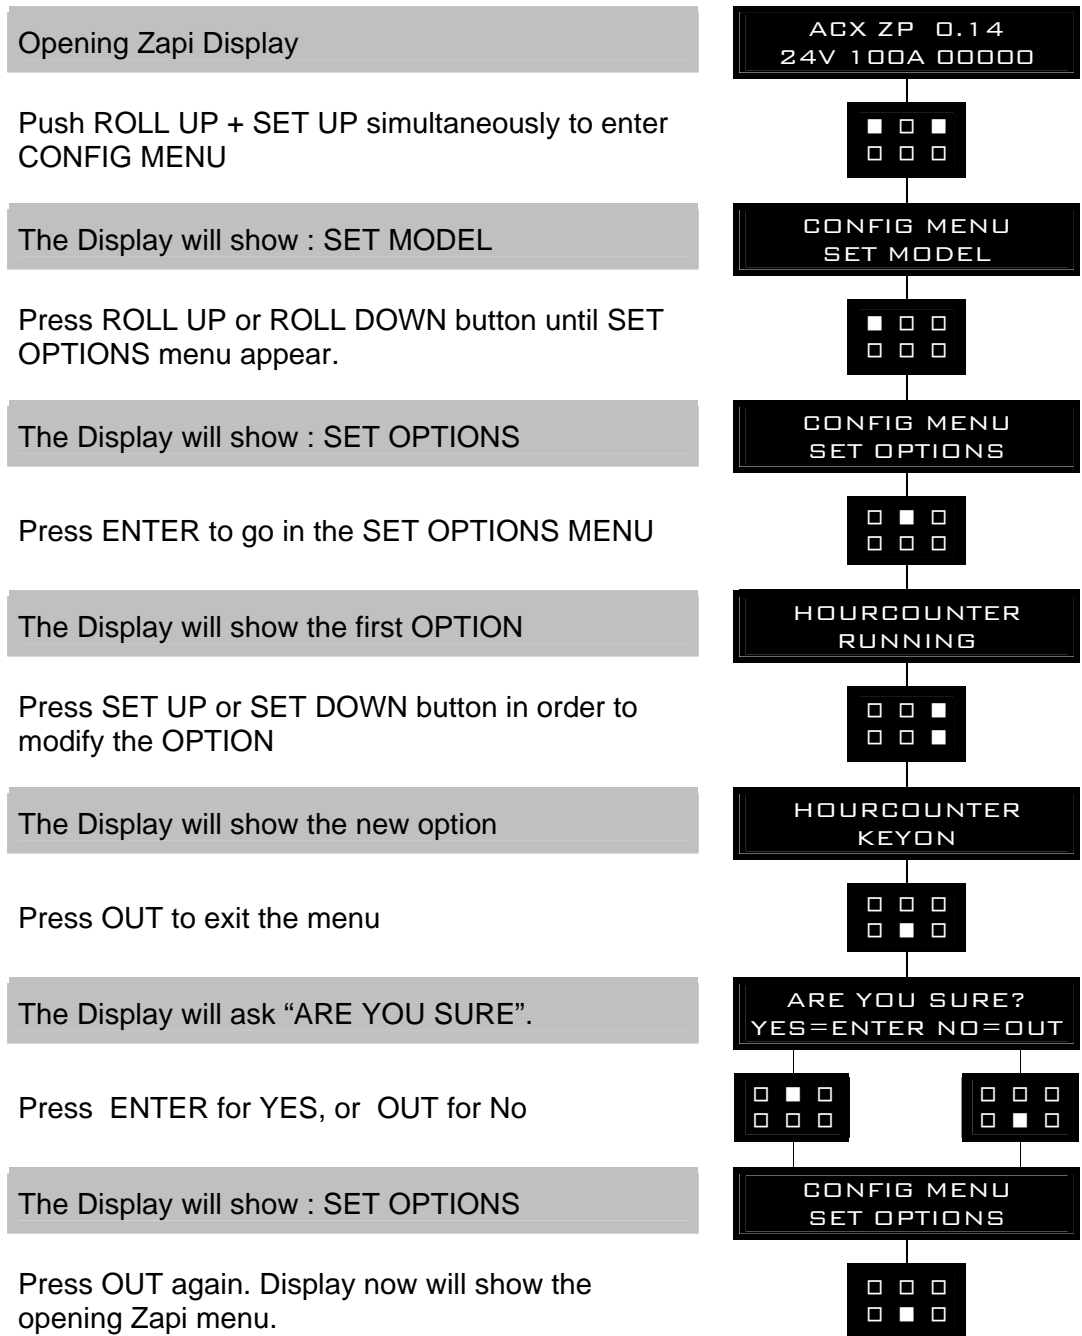 Opening Zapi Display
ACX ZP 0.14
24V 100A 00000
Push ROLL UP + SET UP simultaneously to enter
CONFIG MENU
The Display will show : SET MODEL
CONFIG MENU
SET MODEL
Press ROLL UP or ROLL DOWN button until SET
OPTIONS menu appear.
The Display will show : SET OPTIONS
CONFIG MENU
SET OPTIONS
Press ENTER to go in the SET OPTIONS MENU
The Display will show the first OPTION
HOURCOUNTER
RUNNING
Press SET UP or SET DOWN button in order to
modify the OPTION
The Display will show the new option
HOURCOUNTER
KEYON
Press OUT to exit the menu
The Display will ask “ARE YOU SURE”.
ARE YOU SURE?
YES=ENTER NO=OUT
Press ENTER for YES, or OUT for No
The Display will show : SET OPTIONS
CONFIG MENU
SET OPTIONS
Press OUT again. Display now will show the
opening Zapi menu.